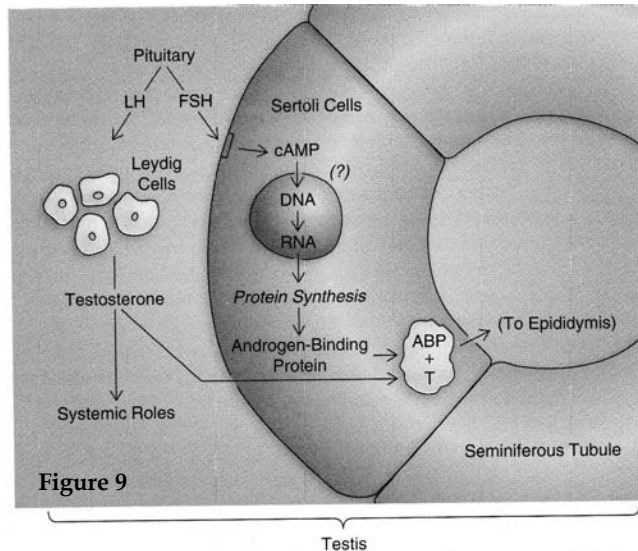 Pituitary
LH FSH
Sertoli Cells
Leydig
Cells
cAMP
(?)
DNA
RNA
Testosterone
Protein Synthesis
Androgen-Binding
Protein
ABP
+
T
(To Epididymis)
Systemic Roles
Seminiferous Tubule
Figure 9
Testis